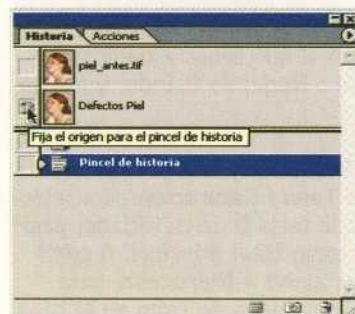 Historia Acciones
piel_antes.tif
Defectos Piel
Fija el origen para el pincel de historia
Pincel de historia